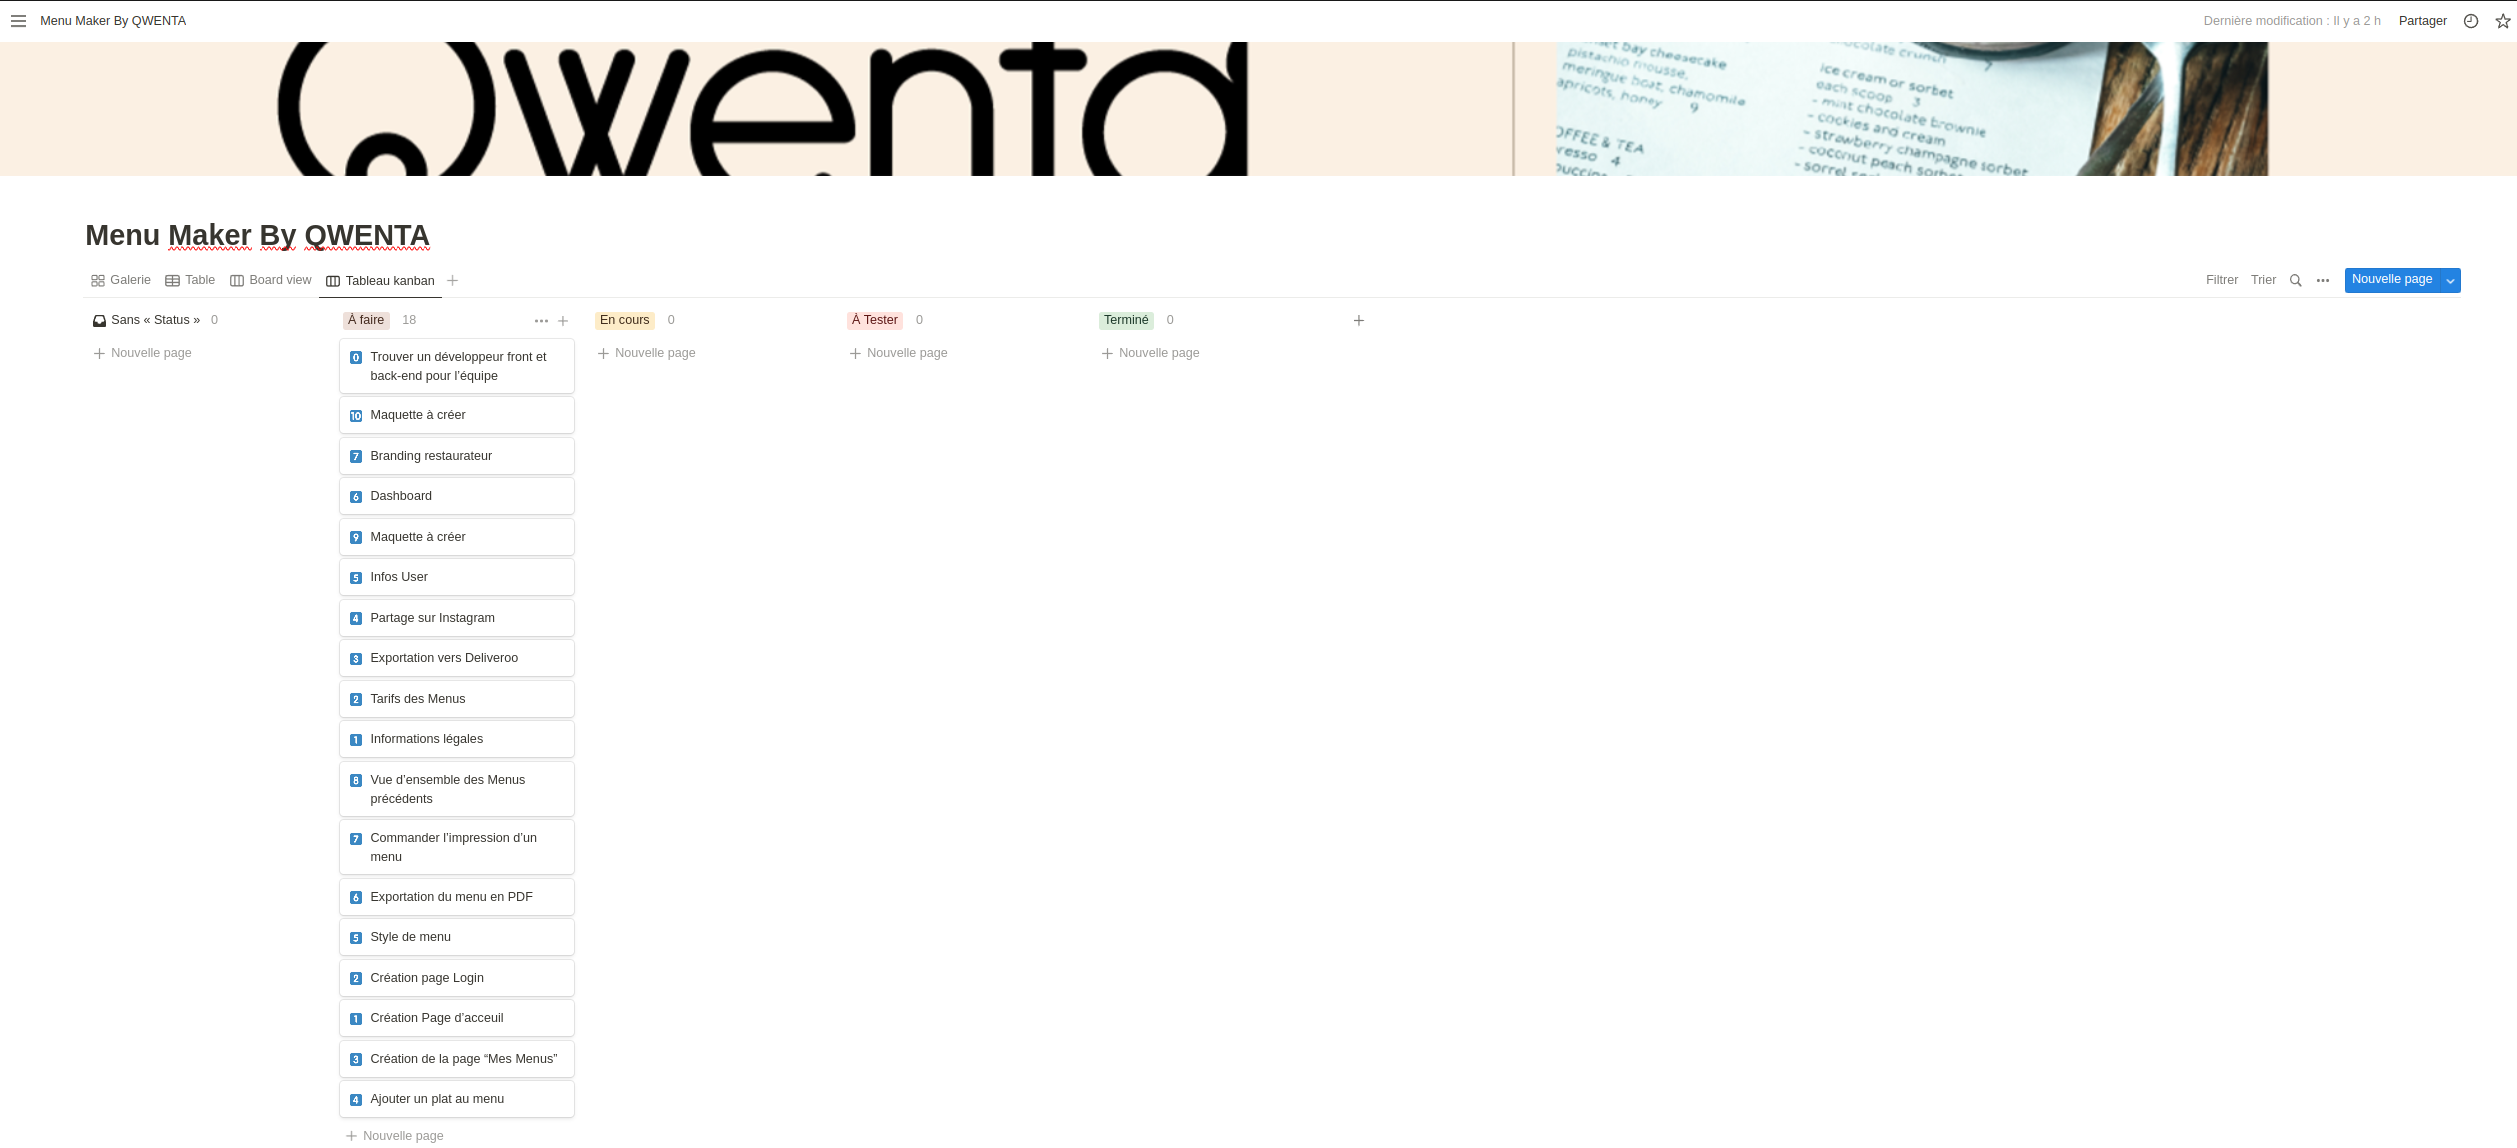 Menu Maker By QWENTA
Dernière modification : Il y a 2 h Partager
Qwenta
bay cheesecake
pistachio mousse,
meringue boat, chamomile
apricots, honey 9
OFFEE & TEA
resso 4
uccin
ocolate crunch
ice cream or sorbet
each scoop 3
- mint chocolate brownie
- cookies and cream
- strawberry champagne sorbet
- coconut peach sorbet
- sorrel
Menu Maker By QWENTA
Galerie Table Board view Tableau kanban
Filtrer Trier Nouvelle page
Sans « Status » 0
Nouvelle page
À faire 18
0 Trouver un développeur front et
back-end pour l’équipe
10 Maquette à créer
7 Branding restaurateur
6 Dashboard
9 Maquette à créer
5 Infos User
4 Partage sur Instagram
3 Exportation vers Deliveroo
2 Tarifs des Menus
1 Informations légales
8 Vue d’ensemble des Menus
précédents
7 Commander l’impression d’un
menu
6 Exportation du menu en PDF
5 Style de menu
2 Création page Login
1 Création Page d’acceuil
3 Création de la page “Mes Menus”
4 Ajouter un plat au menu
Nouvelle page
En cours 0
Nouvelle page
À Tester 0
Nouvelle page
Terminé 0
Nouvelle page